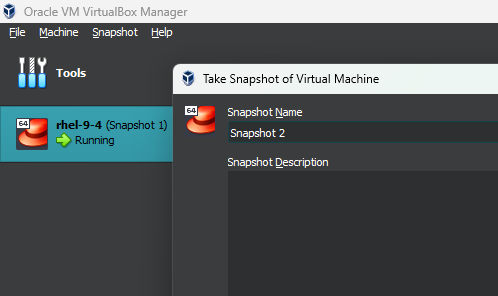 Oracle VM VirtualBox Manager
File Machine Snapshot Help
Tools
Take Snapshot of Virtual Machine
64
rhel-9-4 (Snapshot 1)
Running
64
Snapshot Name
Snapshot 2
Snapshot Description